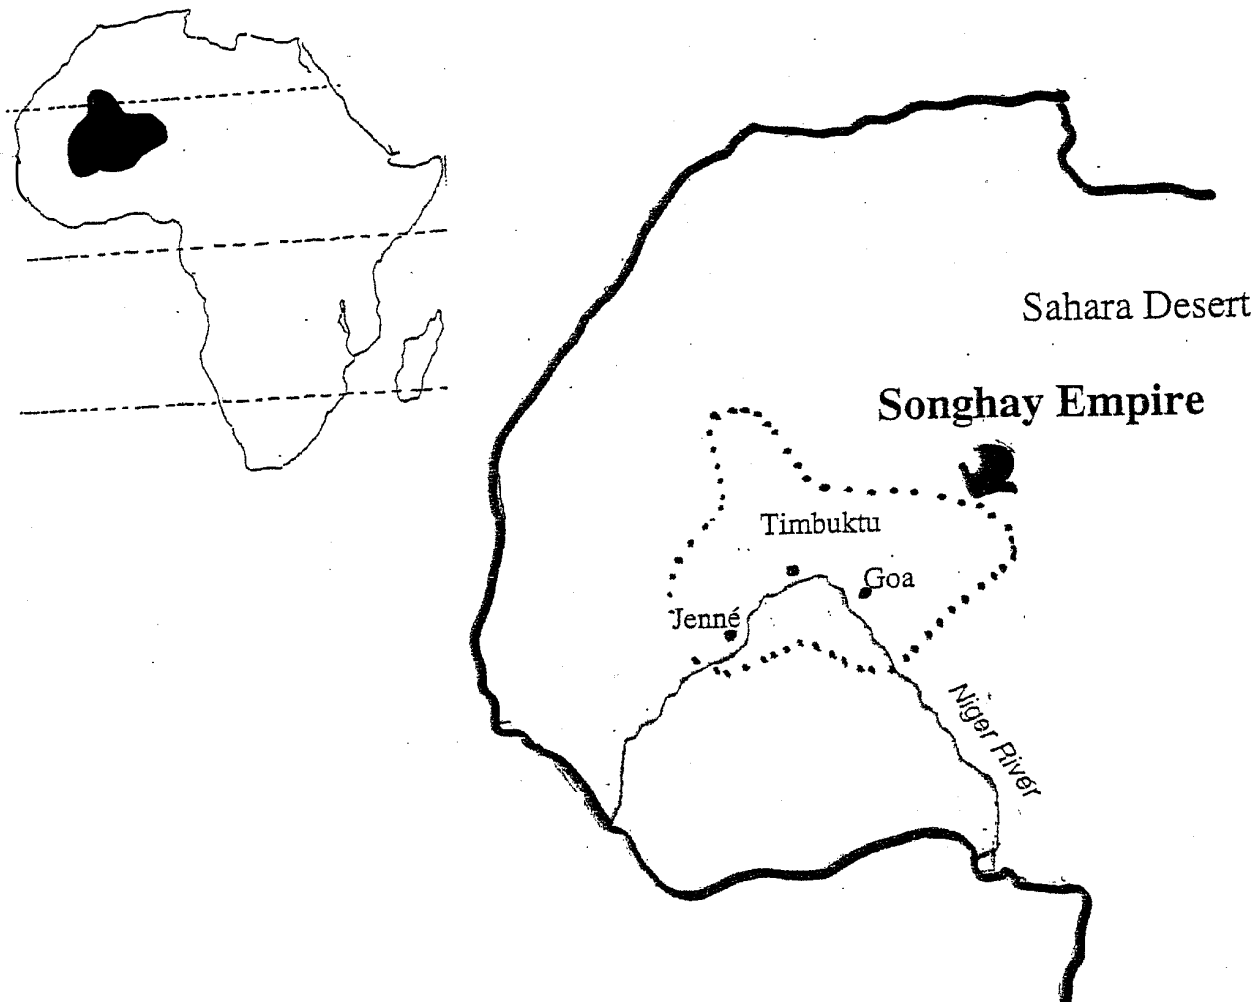 Sahara Desert
Songhay Empire
Timbuktu
Goa
Jenné
Niger River